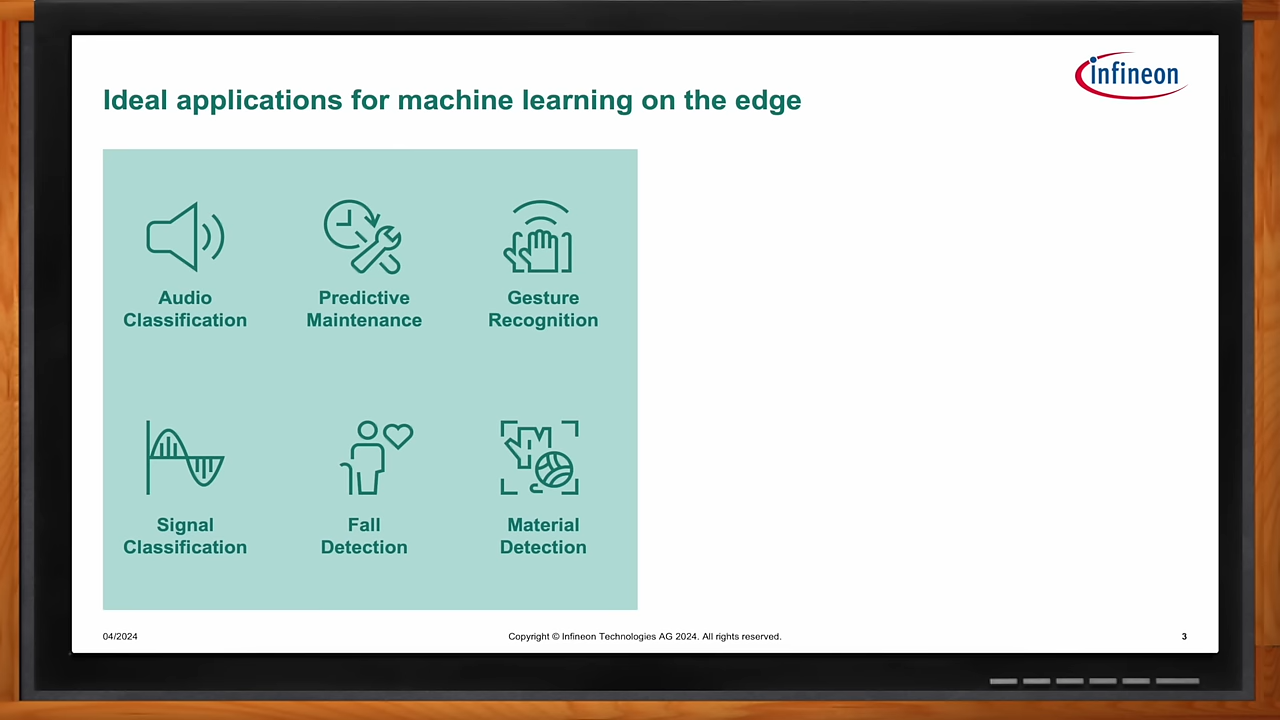 infineon
Ideal applications for machine learning on the edge
Audio
Classification
Predictive
Maintenance
Gesture
Recognition
Signal
Classification
Fall
Detection
Material
Detection
04/2024
Copyright © Infineon Technologies AG 2024. All rights reserved.
3